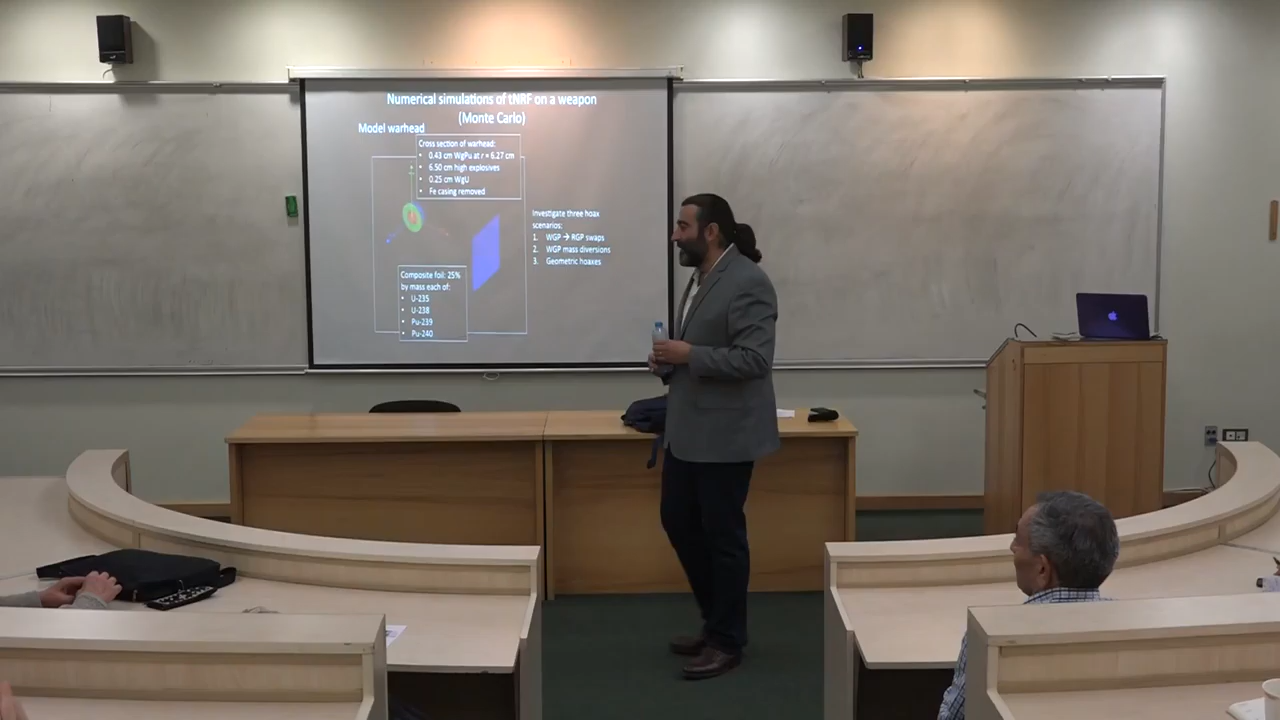 Numerical simulations of tNRF on a weapon
(Monte Carlo)
Model warhead
Cross section of warhead:
• 0.43 cm WgPu at r = 6.27 cm
• 6.50 cm high explosives
• 0.25 cm WgU
• Fe casing removed
Investigate three hoax
scenarios:
1. WGP → RGP swaps
2. WGP mass diversions
3. Geometric hoaxes
Composite foil: 25%
by mass each of:
• U-235
• U-238
• Pu-239
• Pu-240